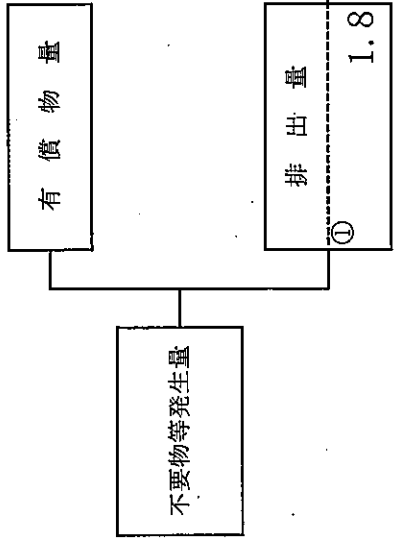 不要物等発生量
有償物量
排出量
①
1.8